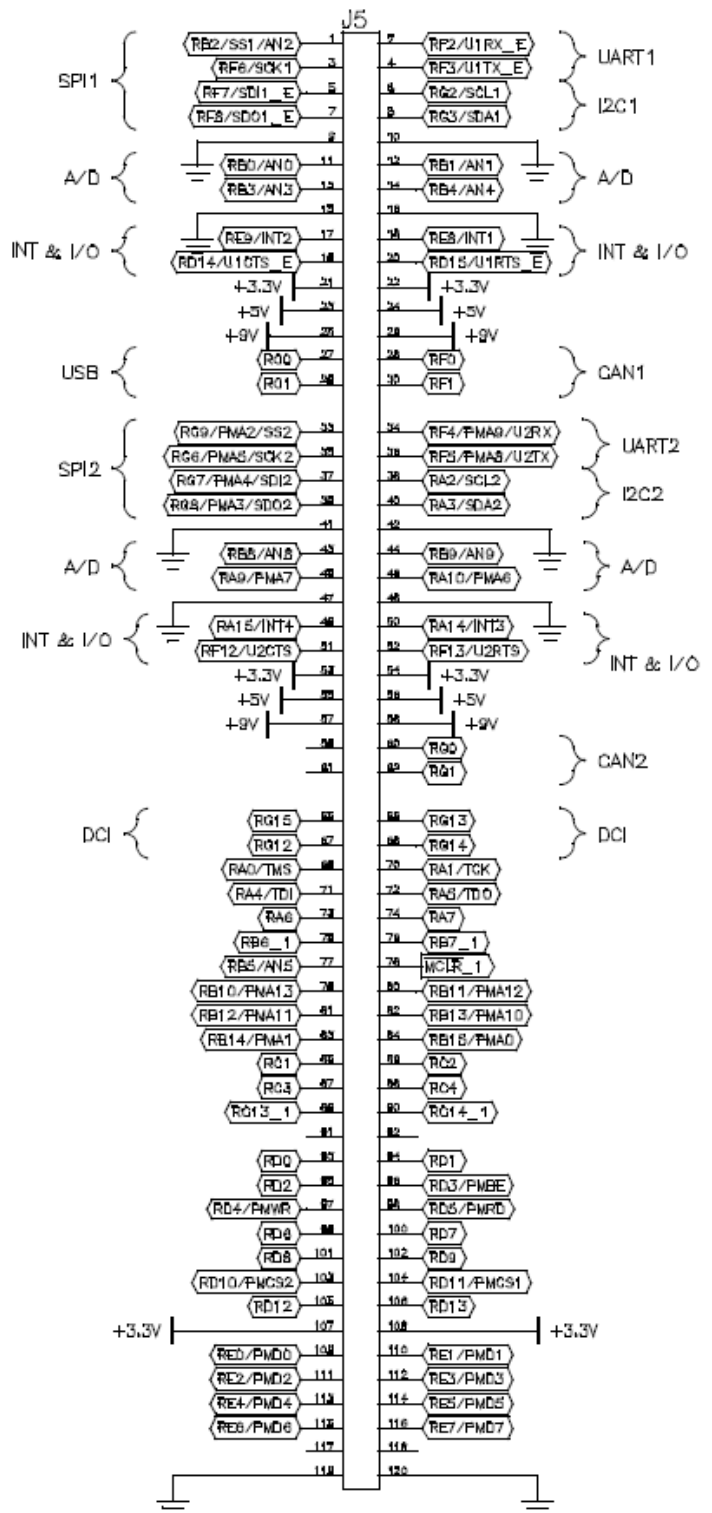 J5
RB2/SS1/AN2 1 2 RF2/U1RX_E
UART1
RF6/SCK1 3 4 RF3/U1TX_E
SPI1
RF7/SDI1_E 5 6 RG2/SCL1
I2C1
RF8/SDO1_E 7 8 RG3/SDA1
9 10
RB0/AN0 11 12 RB1/AN1
A/D A/D
RB3/AN3 13 14 RB4/AN4
15 16
RE9/INT2 17 18 RE8/INT1
INT & I/O INT & I/O
RD14/U1CTS_E 19 20 RD15/U1RTS_E
+3.3V 21 22 +3.3V
+5V 23 24 +5V
+9V 25 26 +9V
RG0 27 28 RF0
USB CAN1
RG1 29 30 RF1
RG9/PMA2/SS2 33 34 RF4/PMA9/U2RX
UART2
RG6/PMA5/SCK2 35 36 RF5/PMA8/U2TX
SPI2
RG7/PMA4/SDI2 37 38 RA2/SCL2
I2C2
RG8/PMA3/SDO2 39 40 RA3/SDA2
41 42
RB8/AN8 43 44 RB9/AN9
A/D A/D
RA9/PMA7 45 46 RA10/PMA6
47 48
RA15/INT4 49 50 RA14/INT3
INT & I/O
RF12/U2CTS 51 52 RF13/U2RTS
INT & I/O
+3.3V 53 54 +3.3V
+5V 55 56 +5V
+9V 57 58 +9V
59 60 RG0
CAN2
61 62 RG1
RG15 65 66 RG13
DCI DCI
RG12 67 68 RG14
RA0/TMS 69 70 RA1/TCK
RA4/TDI 71 72 RA5/TDO
RA6 73 74 RA7
RB6_1 75 76 RB7_1
RB5/AN5 77 78 MCLR_1
RB10/PMA13 79 80 RB11/PMA12
RB12/PMA11 81 82 RB13/PMA10
RB14/PMA1 83 84 RB15/PMA0
RC1 85 86 RC2
RC3 87 88 RC4
RC13_1 89 90 RC14_1
91 92
RD0 93 94 RD1
RD2 95 96 RD3/PMBE
RD4/PMWR 97 98 RD5/PMRD
RD6 99 100 RD7
RD8 101 102 RD9
RD10/PMCS2 103 104 RD11/PMCS1
RD12 105 106 RD13
+3.3V 107 108 +3.3V
RE0/PMD0 109 110 RE1/PMD1
RE2/PMD2 111 112 RE3/PMD3
RE4/PMD4 113 114 RE5/PMD5
RE6/PMD6 115 116 RE7/PMD7
117 118
119 120